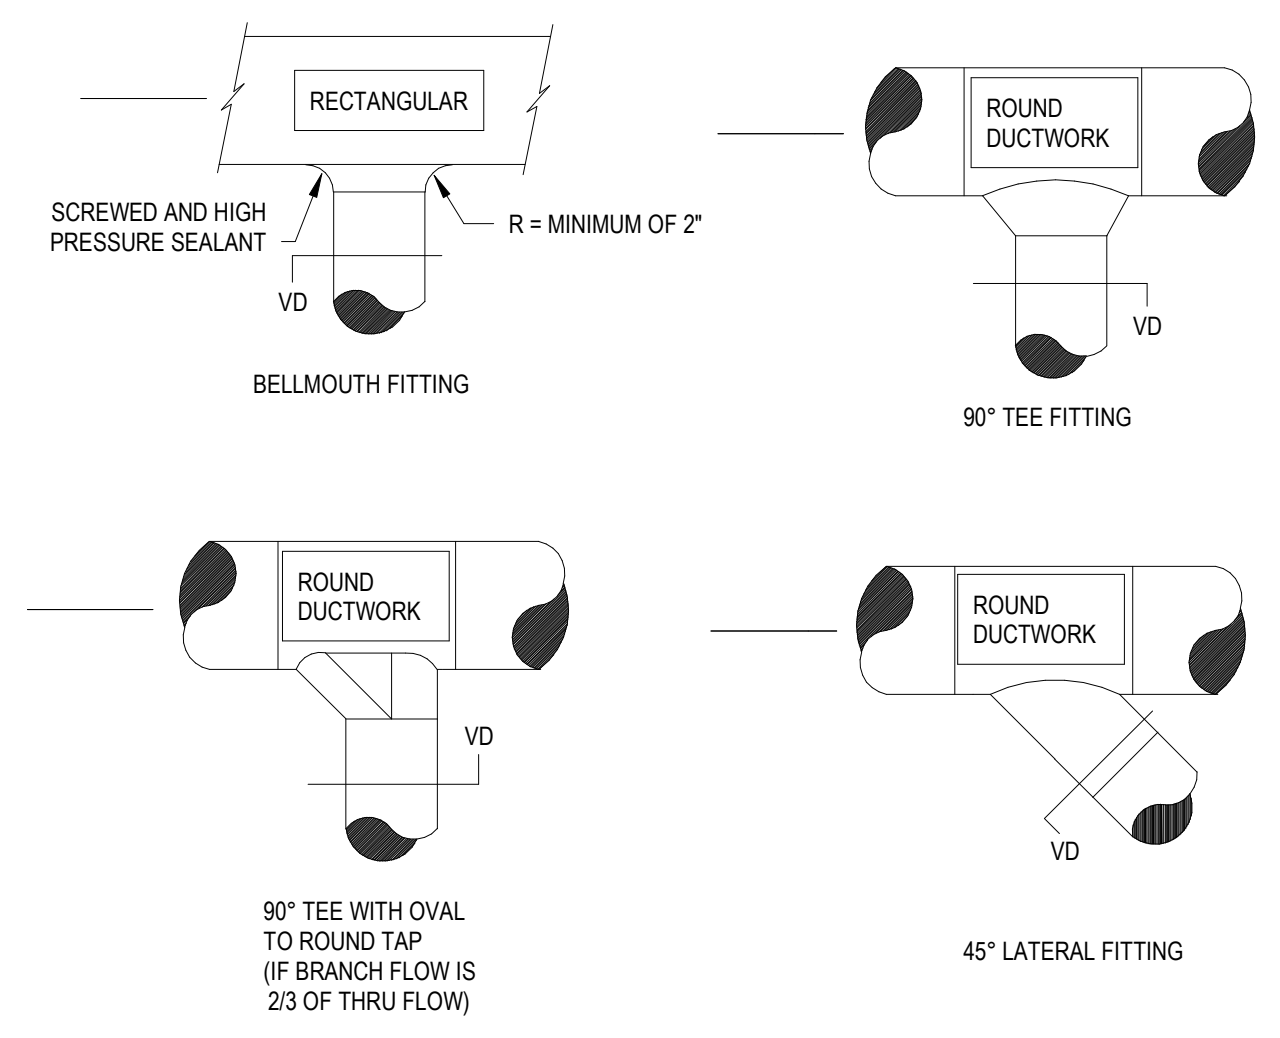 RECTANGULAR
SCREWED AND HIGH
PRESSURE SEALANT
R = MINIMUM OF 2"
VD
BELLMOUTH FITTING
ROUND
DUCTWORK
VD
90° TEE FITTING
ROUND
DUCTWORK
VD
90° TEE WITH OVAL
TO ROUND TAP
(IF BRANCH FLOW IS
2/3 OF THRU FLOW)
ROUND
DUCTWORK
VD
45° LATERAL FITTING